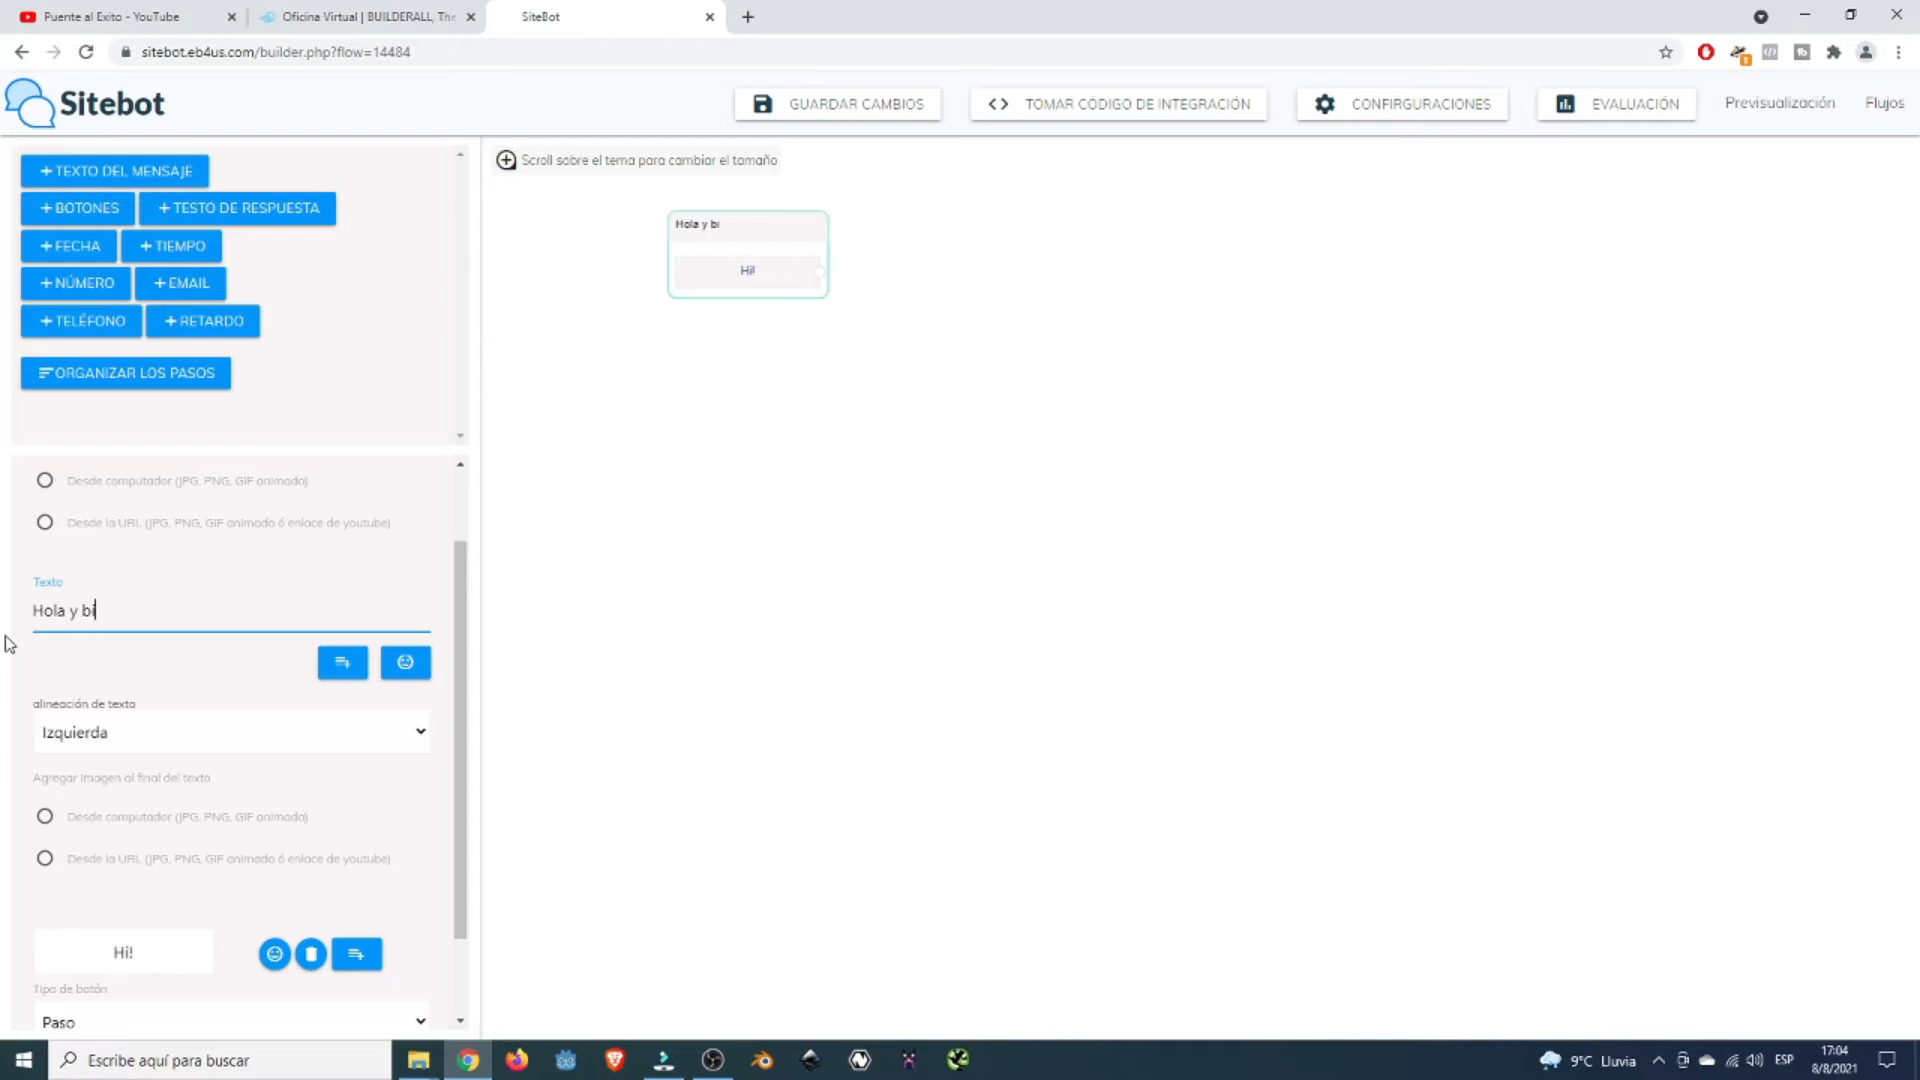 Puente al Exito - YouTube
Oficina Virtual | BUILDERALL, The
SiteBot
sitebot.eb4us.com/builder.php?flow=14484
Sitebot
GUARDAR CAMBIOS
TOMAR CÓDIGO DE INTEGRACIÓN
CONFIRGURACIONES
EVALUACIÓN
Previsualización
Flujos
+ TEXTO DEL MENSAJE
+ BOTONES
+ TESTO DE RESPUESTA
+ FECHA
+ TIEMPO
+ NÚMERO
+ EMAIL
+ TELÉFONO
+ RETARDO
ORGANIZAR LOS PASOS
Scroll sobre el tema para cambiar el tamaño
Hola y bi
Hi!
Desde computador (JPG, PNG, GIF animado)
Desde la URL (JPG, PNG, GIF animado ó enlace de youtube)
Texto
Hola y bi
alineación de texto
Izquierda
Agregar imagen al final del texto
Desde computador (JPG, PNG, GIF animado)
Desde la URL (JPG, PNG, GIF animado ó enlace de youtube)
Hi!
Tipo de botón
Paso
Escribe aquí para buscar
9°C Lluvia
ESP
17:04
8/8/2021